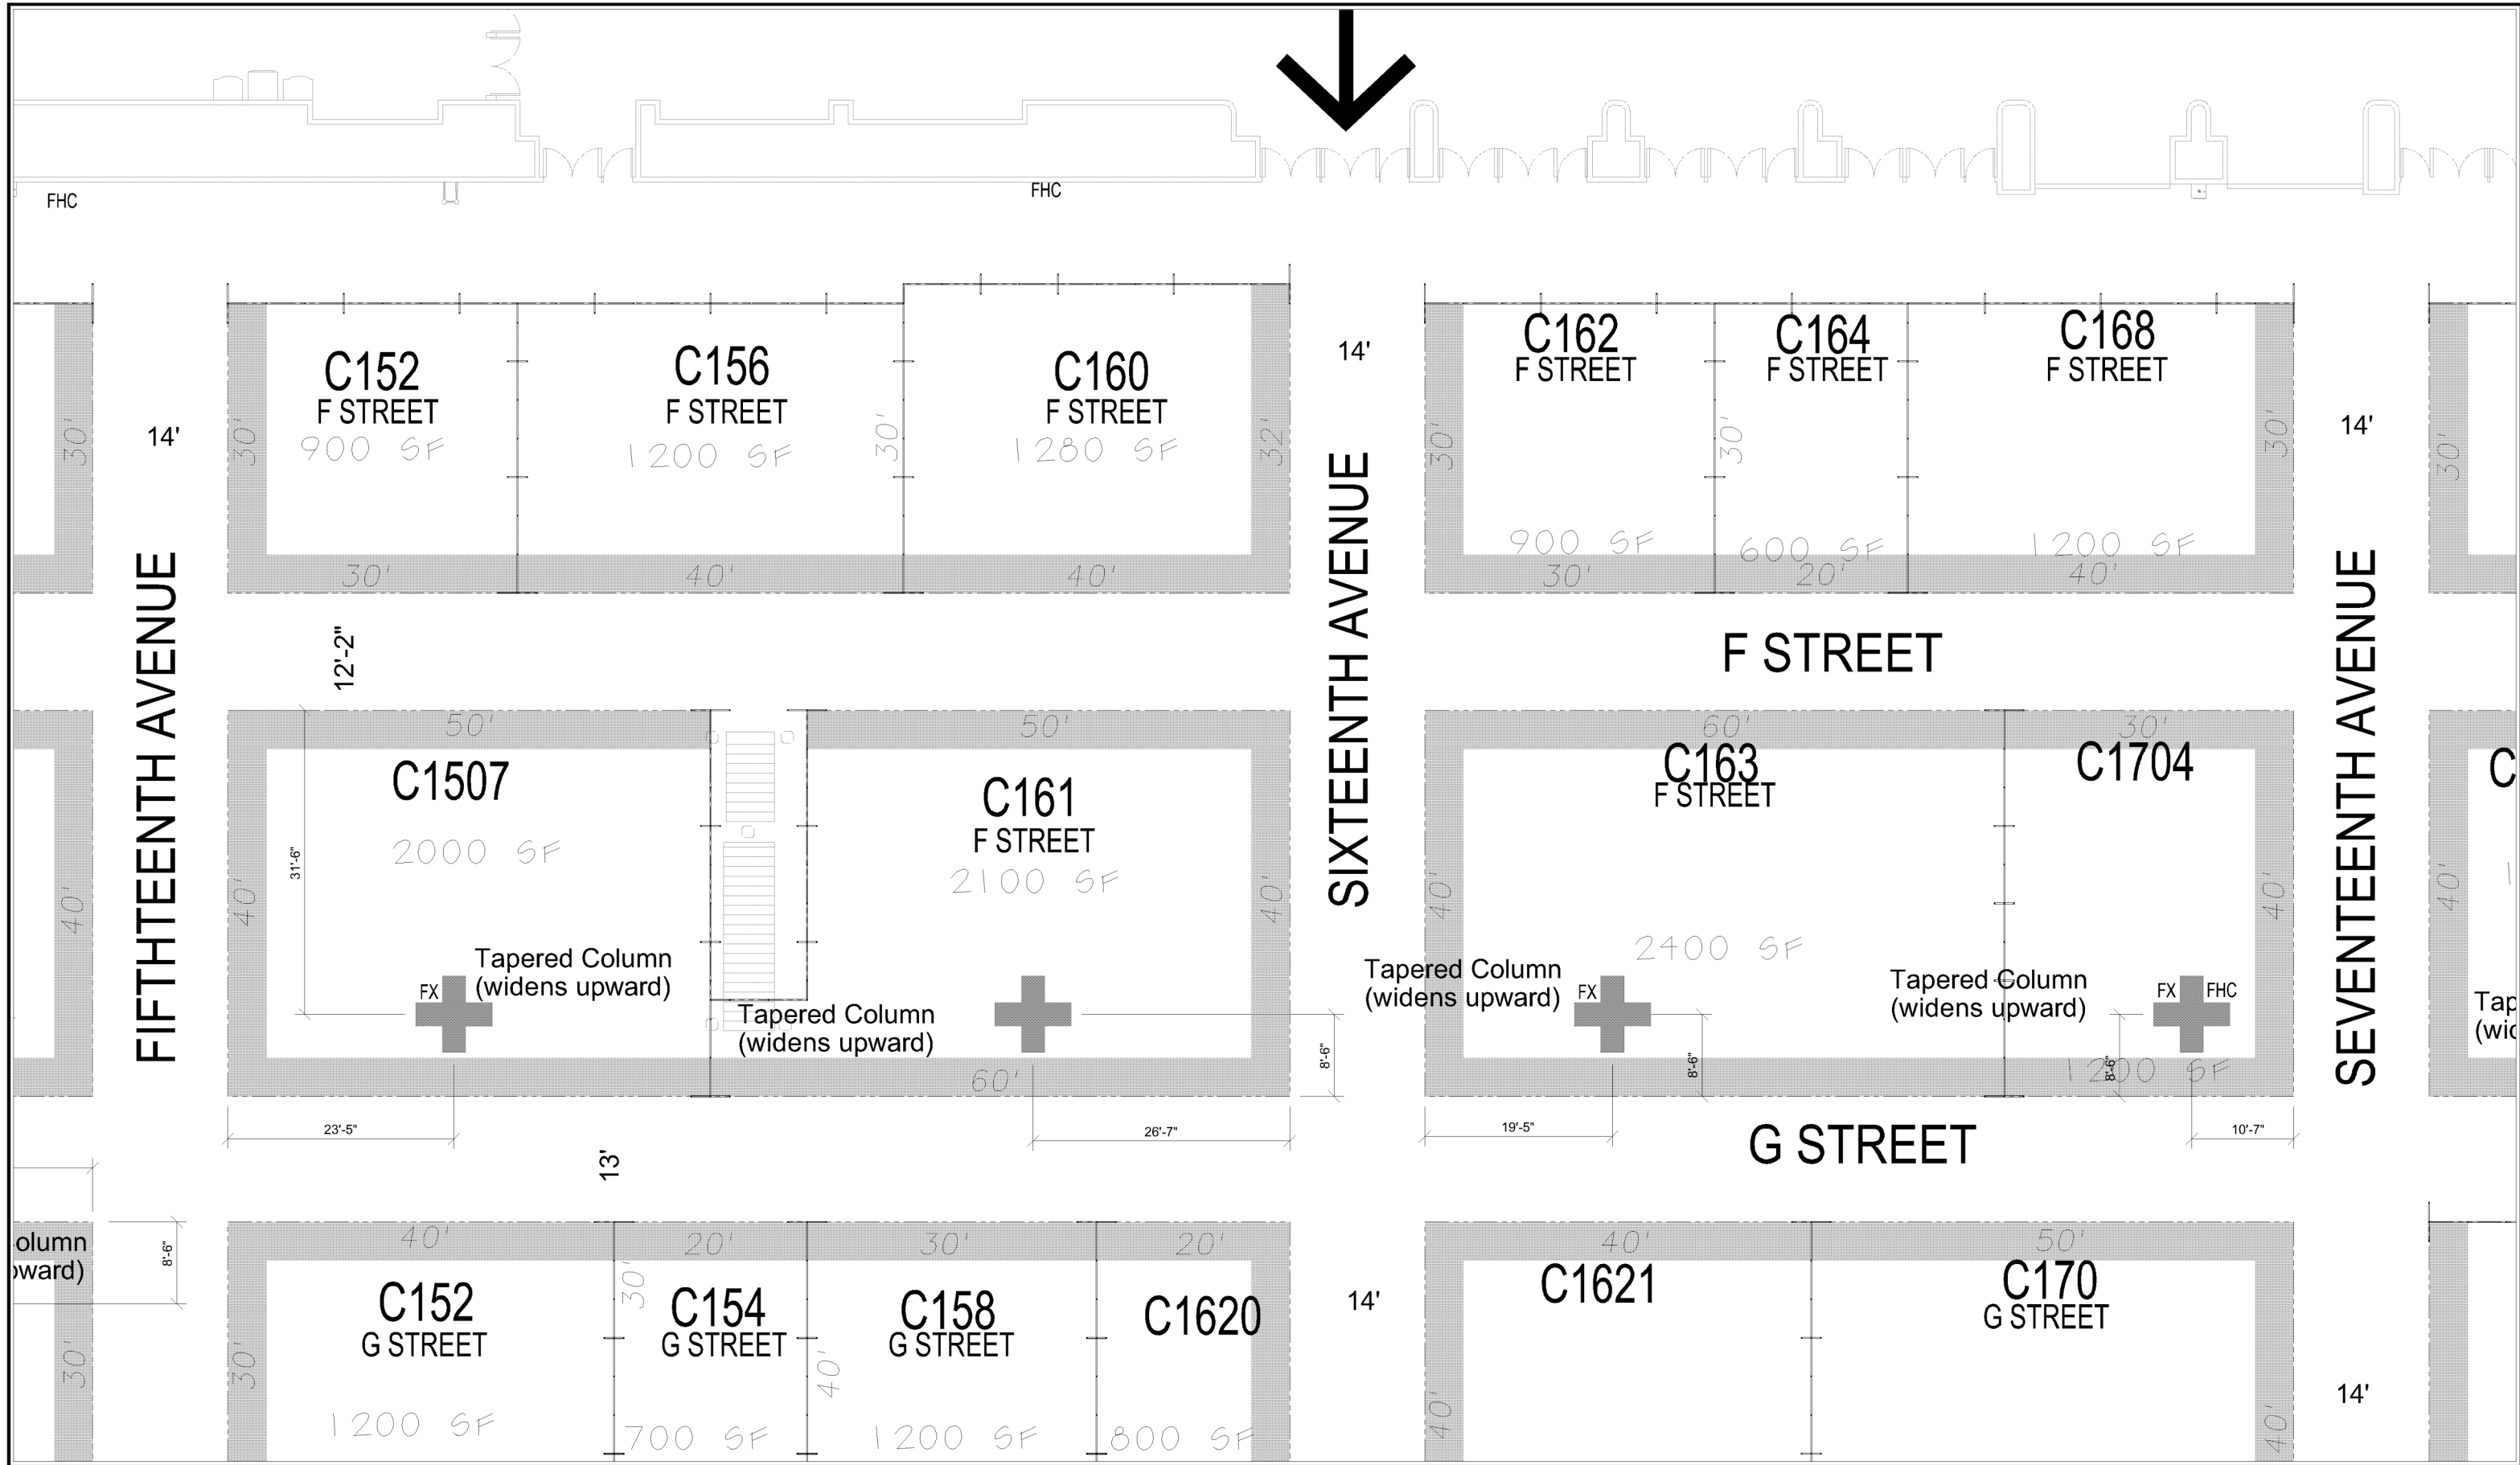 FHC
FHC
C152
F STREET
900 SF
C156
F STREET
1200 SF
C160
F STREET
1280 SF
C162
F STREET
900 SF
C164
F STREET
600 SF
C168
F STREET
1200 SF
30'
14'
30'
30'
32'
14'
30'
30'
30'
14'
30'
30'
40'
40'
30'
20'
40'
FIFTHTEENTH AVENUE
12'-2"
SIXTEENTH AVENUE
F STREET
SEVENTEENTH AVENUE
50'
50'
60'
30'
C1507
2000 SF
C161
F STREET
2100 SF
C163
F STREET
2400 SF
C1704
1200 SF
C
31'-6"
40'
40'
40'
40'
40'
40'
Tapered Column
(widens upward)
FX
Tapered Column
(widens upward)
Tapered Column
(widens upward)
FX
Tapered Column
(widens upward)
FX
FHC
Tap
(wid
60'
8'-6"
8'-6"
8'-6"
23'-5"
26'-7"
19'-5"
10'-7"
13'
G STREET
olumn
ward)
8'-6"
40'
20'
30'
20'
40'
50'
C152
G STREET
1200 SF
C154
G STREET
700 SF
C158
G STREET
1200 SF
C1620
800 SF
C1621
C170
G STREET
30'
30'
30'
40'
14'
40'
40'
14'